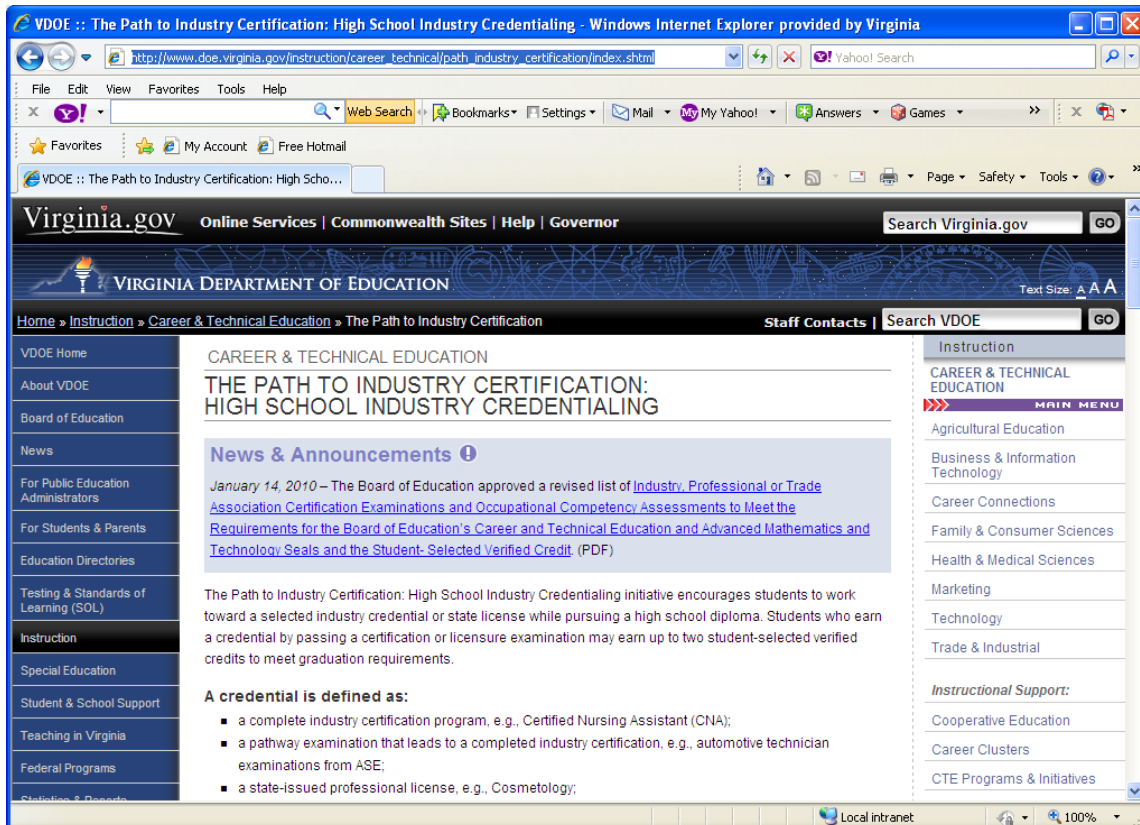 VDOE :: The Path to Industry Certification: High School Industry Credentialing - Windows Internet Explorer provided by Virginia
http://www.doe.virginia.gov/instruction/career_technical/path_industry_certification/index.shtml
Yahoo! Search
File Edit View Favorites Tools Help
Y! Web Search Bookmarks Settings Mail My My Yahoo! Answers Games
Favorites My Account Free Hotmail
VDOE :: The Path to Industry Certification: High Scho... Page Safety Tools
Virginia.gov Online Services | Commonwealth Sites | Help | Governor Search Virginia.gov GO
VIRGINIA DEPARTMENT OF EDUCATION Text Size: A A A
Home » Instruction » Career & Technical Education » The Path to Industry Certification Staff Contacts | Search VDOE GO
VDOE Home
About VDOE
Board of Education
News
For Public Education
Administrators
For Students & Parents
Education Directories
Testing & Standards of
Learning (SOL)
Instruction
Special Education
Student & School Support
Teaching in Virginia
Federal Programs
Statistics & Reports
CAREER & TECHNICAL EDUCATION
THE PATH TO INDUSTRY CERTIFICATION:
HIGH SCHOOL INDUSTRY CREDENTIALING
News & Announcements
January 14, 2010 – The Board of Education approved a revised list of Industry, Professional or Trade
Association Certification Examinations and Occupational Competency Assessments to Meet the
Requirements for the Board of Education's Career and Technical Education and Advanced Mathematics and
Technology Seals and the Student- Selected Verified Credit. (PDF)
The Path to Industry Certification: High School Industry Credentialing initiative encourages students to work
toward a selected industry credential or state license while pursuing a high school diploma. Students who earn
a credential by passing a certification or licensure examination may earn up to two student-selected verified
credits to meet graduation requirements.
A credential is defined as:
a complete industry certification program, e.g., Certified Nursing Assistant (CNA);
a pathway examination that leads to a completed industry certification, e.g., automotive technician
examinations from ASE;
a state-issued professional license, e.g., Cosmetology;
Instruction
CAREER & TECHNICAL
EDUCATION
MAIN MENU
Agricultural Education
Business & Information
Technology
Career Connections
Family & Consumer Sciences
Health & Medical Sciences
Marketing
Technology
Trade & Industrial
Instructional Support:
Cooperative Education
Career Clusters
CTE Programs & Initiatives
Local intranet 100%